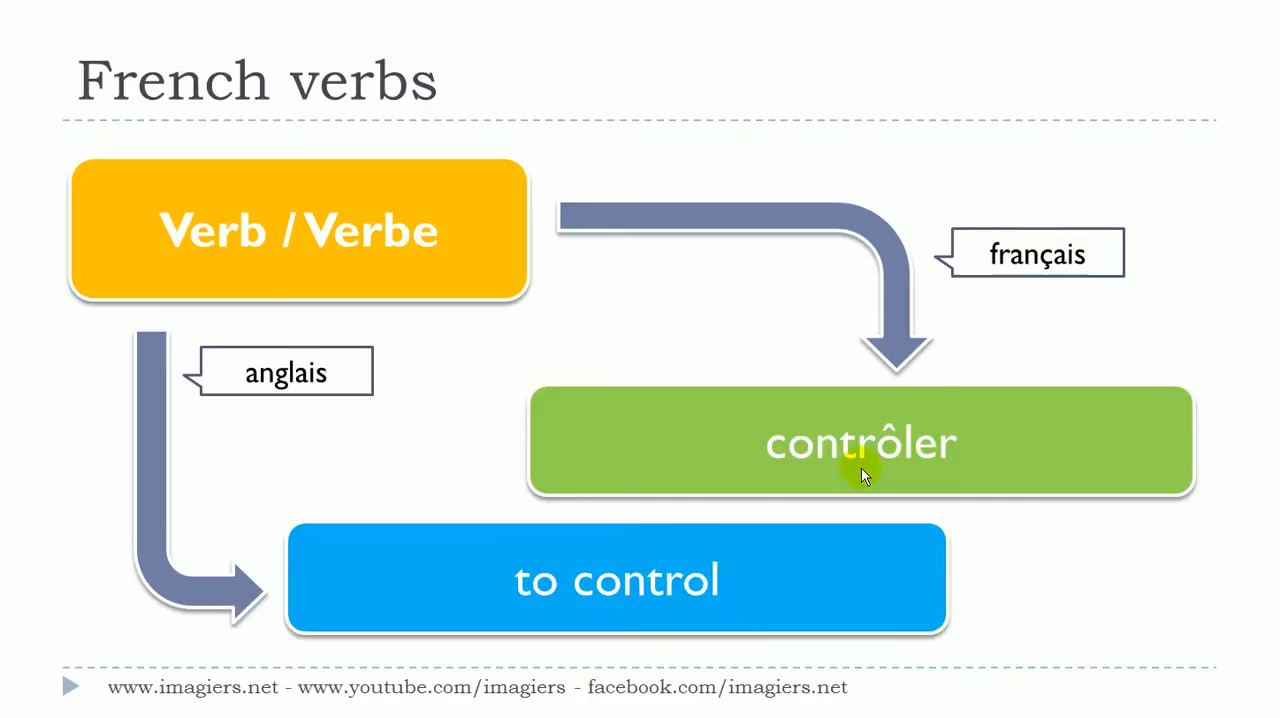 French verbs
Verb / Verbe
français
anglais
contrôler
to control
www.imagiers.net - www.youtube.com/imagiers - facebook.com/imagiers.net